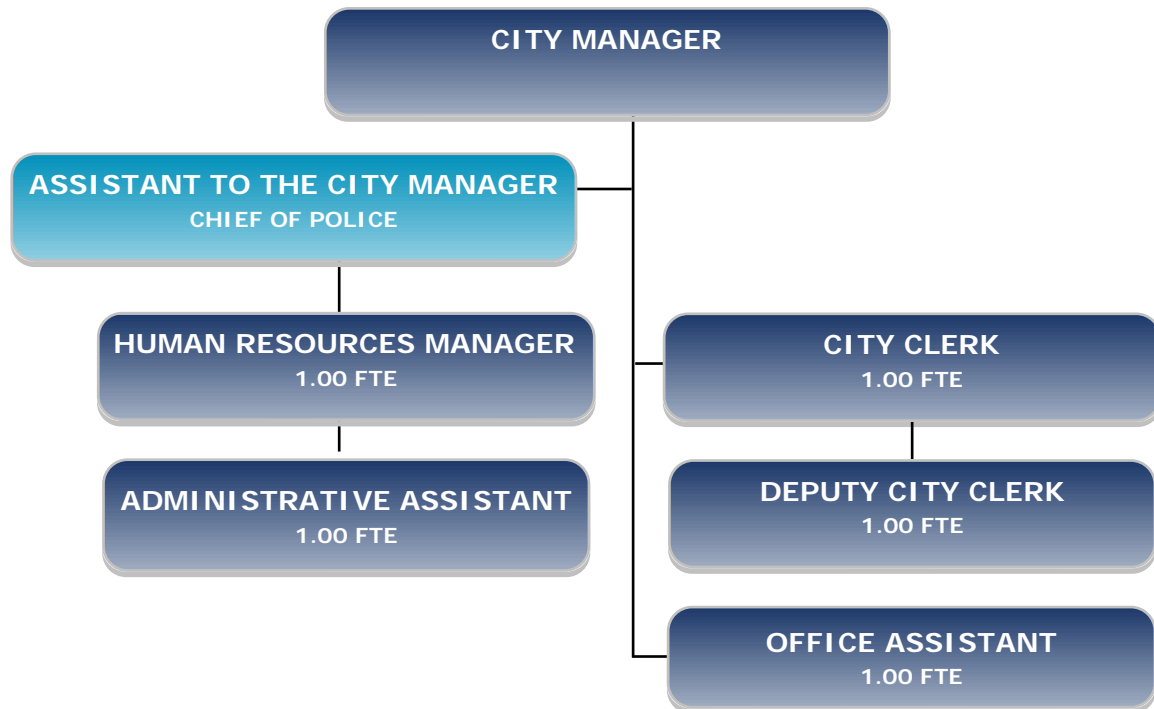 CITY MANAGER
ASSISTANT TO THE CITY MANAGER
CHIEF OF POLICE
HUMAN RESOURCES MANAGER
1.00 FTE
ADMINISTRATIVE ASSISTANT
1.00 FTE
CITY CLERK
1.00 FTE
DEPUTY CITY CLERK
1.00 FTE
OFFICE ASSISTANT
1.00 FTE